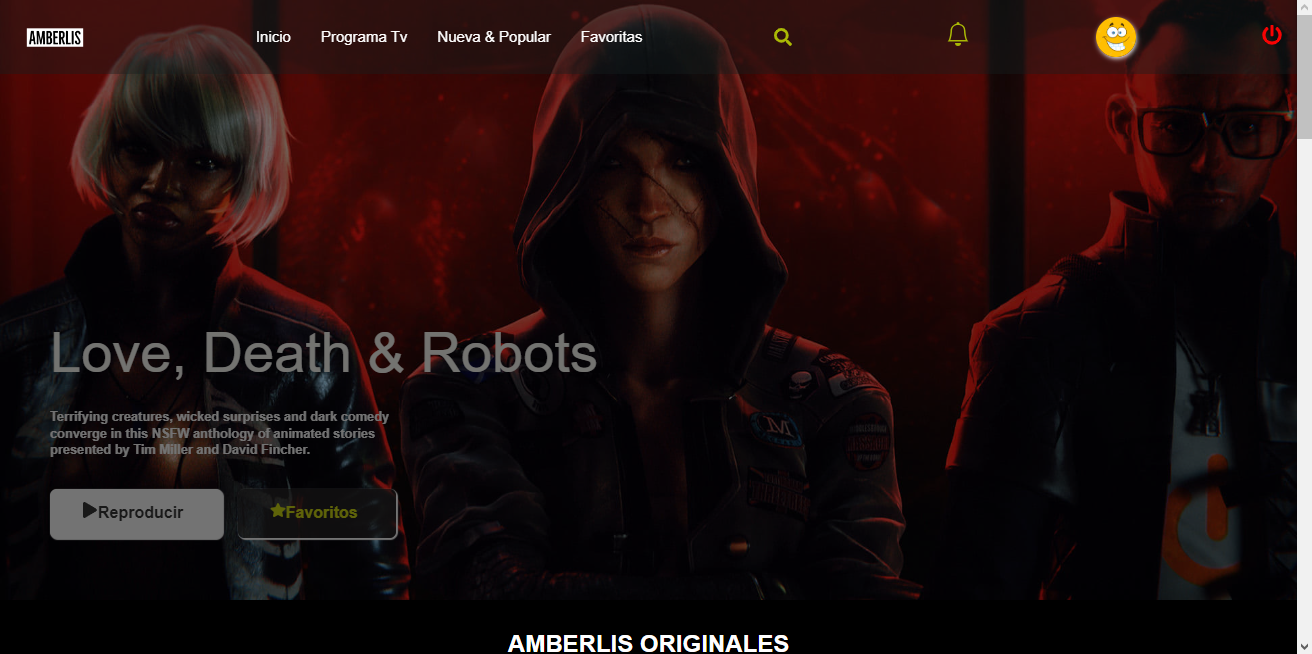 AMBERLIS
Inicio
Programa Tv
Nueva & Popular
Favoritas
Love, Death & Robots
Terrifying creatures, wicked surprises and dark comedy
converge in this NSFW anthology of animated stories
presented by Tim Miller and David Fincher.
Reproducir
Favoritos
M
AMBERLIS ORIGINALES